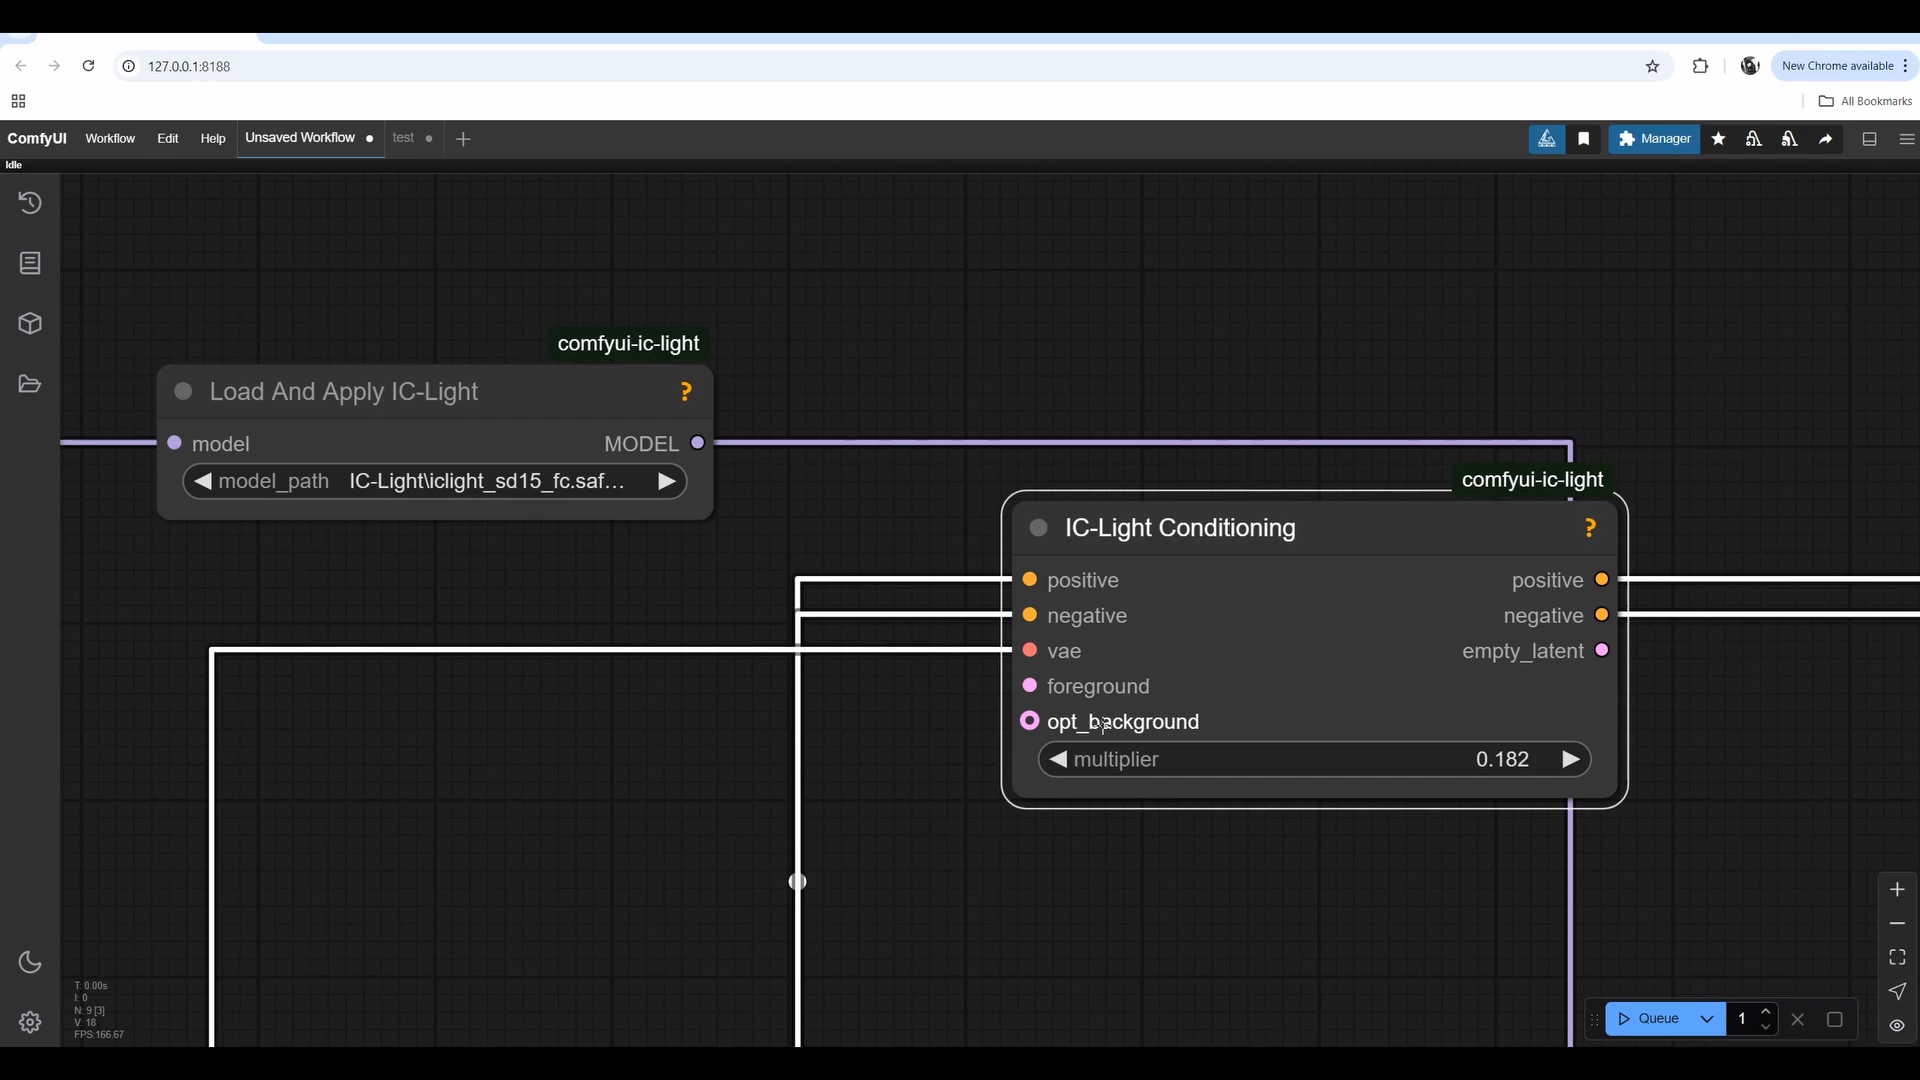 127.0.0.1:8188
New Chrome available
All Bookmarks
ComfyUI Workflow Edit Help Unsaved Workflow test Manager
Idle
comfyui-ic-light
Load And Apply IC-Light ?
model MODEL
model_path IC-Light\iclight_sd15_fc.saf...
comfyui-ic-light
IC-Light Conditioning ?
positive positive
negative negative
vae empty_latent
foreground
opt_background
multiplier 0.182
T: 0.00s
I: 0
N: 9 [3]
V: 18
FPS:166.67
Queue 1